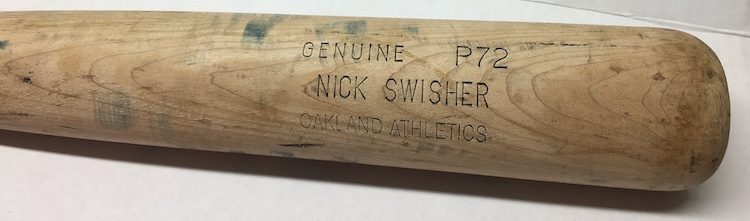 GENUINE P72
NICK SWISHER
OAKLAND ATHLETICS